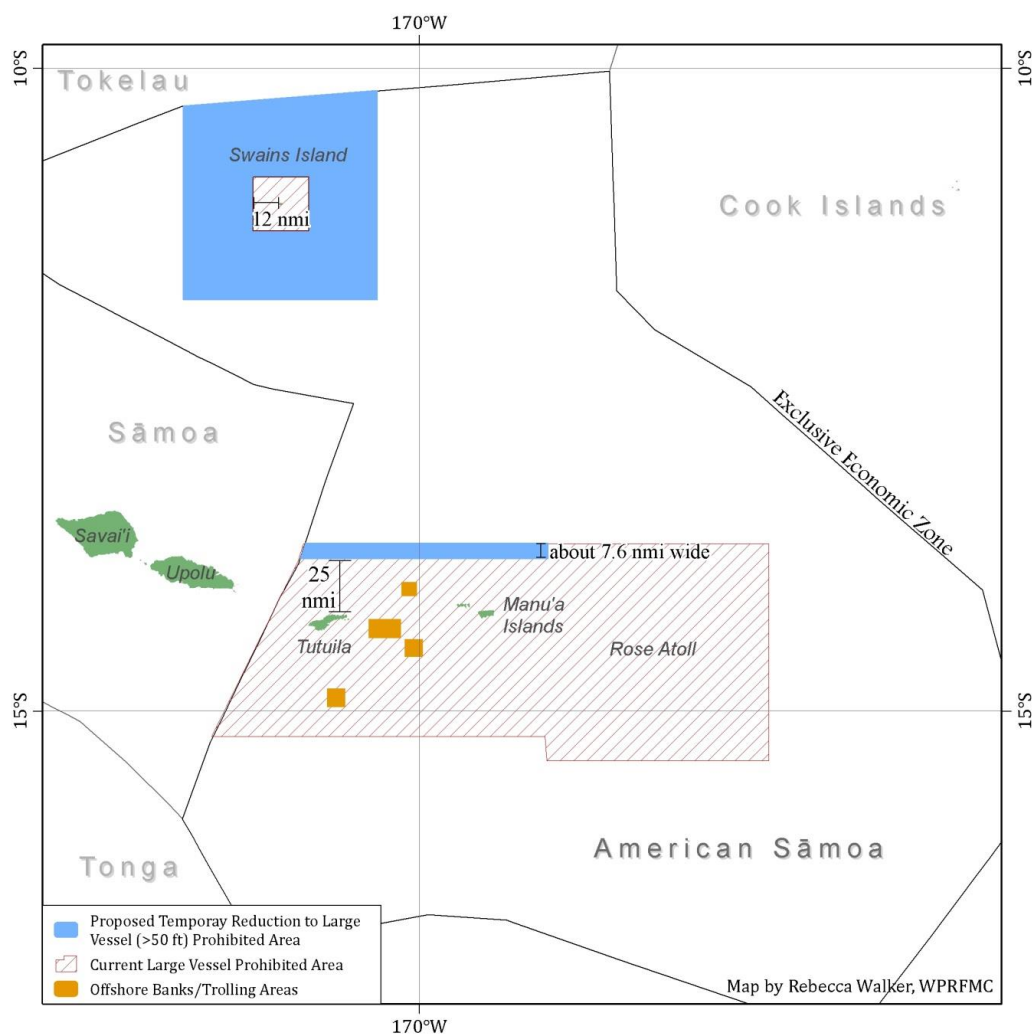 170°W
10°S
10°S
Tokelau
Swains Island
12 nmi
Cook Islands
Exclusive Economic Zone
Sāmoa
Savai'i
Upolu
about 7.6 nmi wide
25
nmi
Manu'a
Islands
Tutuila
Rose Atoll
15°S
15°S
American Sāmoa
Tonga
Proposed Temporay Reduction to Large
Vessel (>50 ft) Prohibited Area
Current Large Vessel Prohibited Area
Offshore Banks/Trolling Areas
Map by Rebecca Walker, WPRFMC
170°W